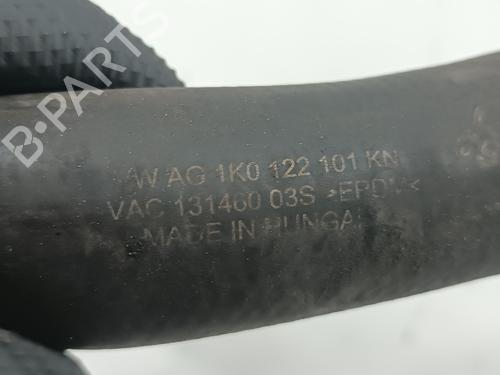 VW AG 1K0 122 101 KN
VAC 131460 03S >EPDM<
MADE IN HUNGA
B-PARTS